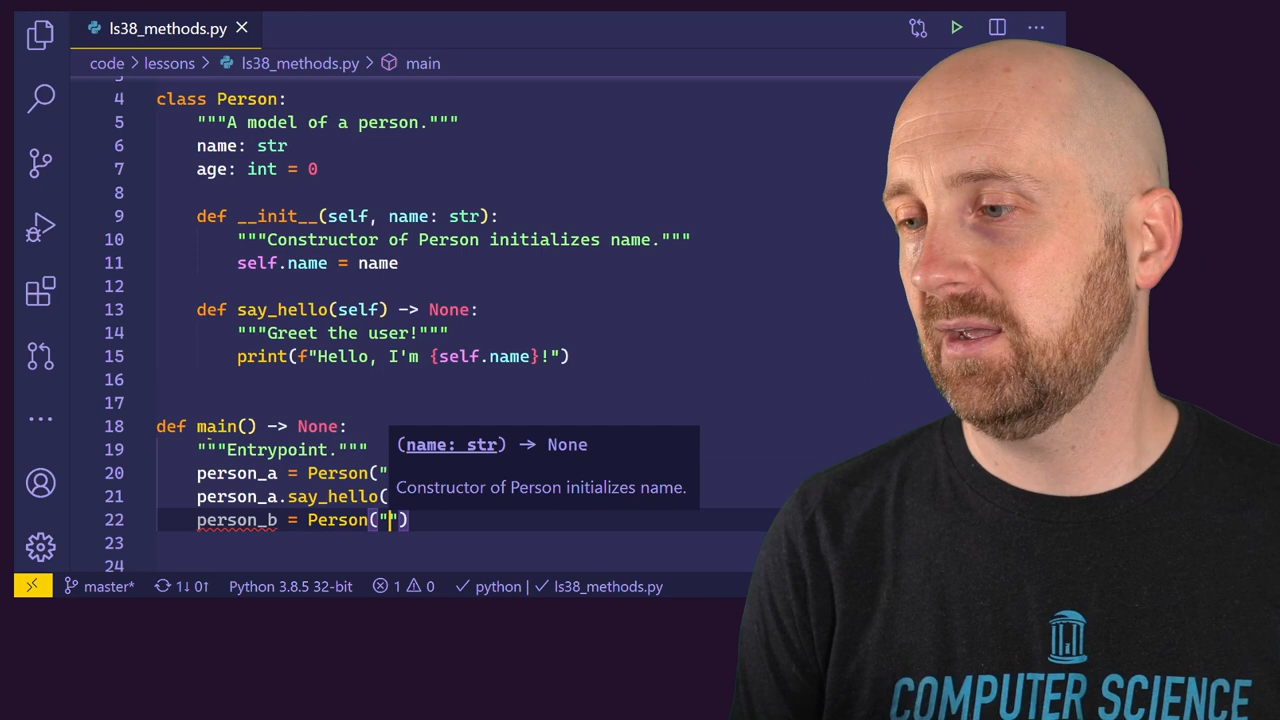 ls38_methods.py
code > lessons > ls38_methods.py > main
4 class Person:
5 """A model of a person."""
6 name: str
7 age: int = 0
8
9 def __init__(self, name: str):
10 """Constructor of Person initializes name."""
11 self.name = name
12
13 def say_hello(self) -> None:
14 """Greet the user!"""
15 print(f"Hello, I'm {self.name}!")
16
17
18 def main() -> None:
19 """Entrypoint."""
(name: str) → None
20 person_a = Person("
Constructor of Person initializes name.
21 person_a.say_hello(
22 person_b = Person("")
23
24
master* 1↓ 0↑ Python 3.8.5 32-bit 1 0 ✓ python | ✓ ls38_methods.py
COMPUTER SCIENCE